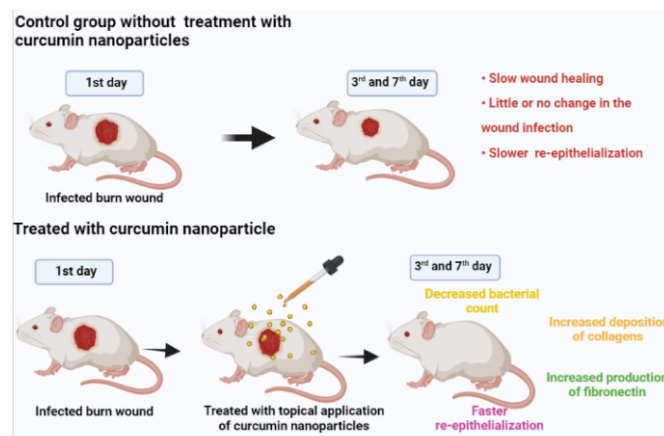 Control group without treatment with
curcumin nanoparticles
1st day
3rd and 7th day
• Slow wound healing
• Little or no change in the
wound infection
• Slower re-epithelialization
Infected burn wound
Treated with curcumin nanoparticle
1st day
3rd and 7th day
Decreased bacterial
count
Increased deposition
of collagens
Increased production
of fibronectin
Infected burn wound
Treated with topical application
of curcumin nanoparticles
Faster
re-epithelialization